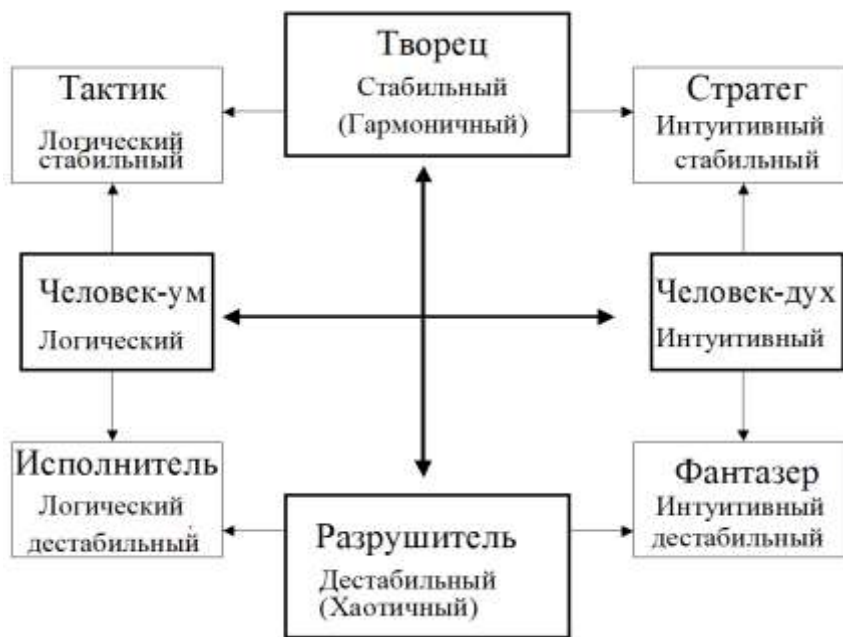 Творец
Стабильный
(Гармоничный)
Тактик
Логический
стабильный
Стратег
Интуитивный
стабильный
Человек-ум
Логический
Человек-дух
Интуитивный
Исполнитель
Логический
дестабильный
Разрушитель
Дестабильный
(Хаотичный)
Фантазер
Интуитивный
дестабильный